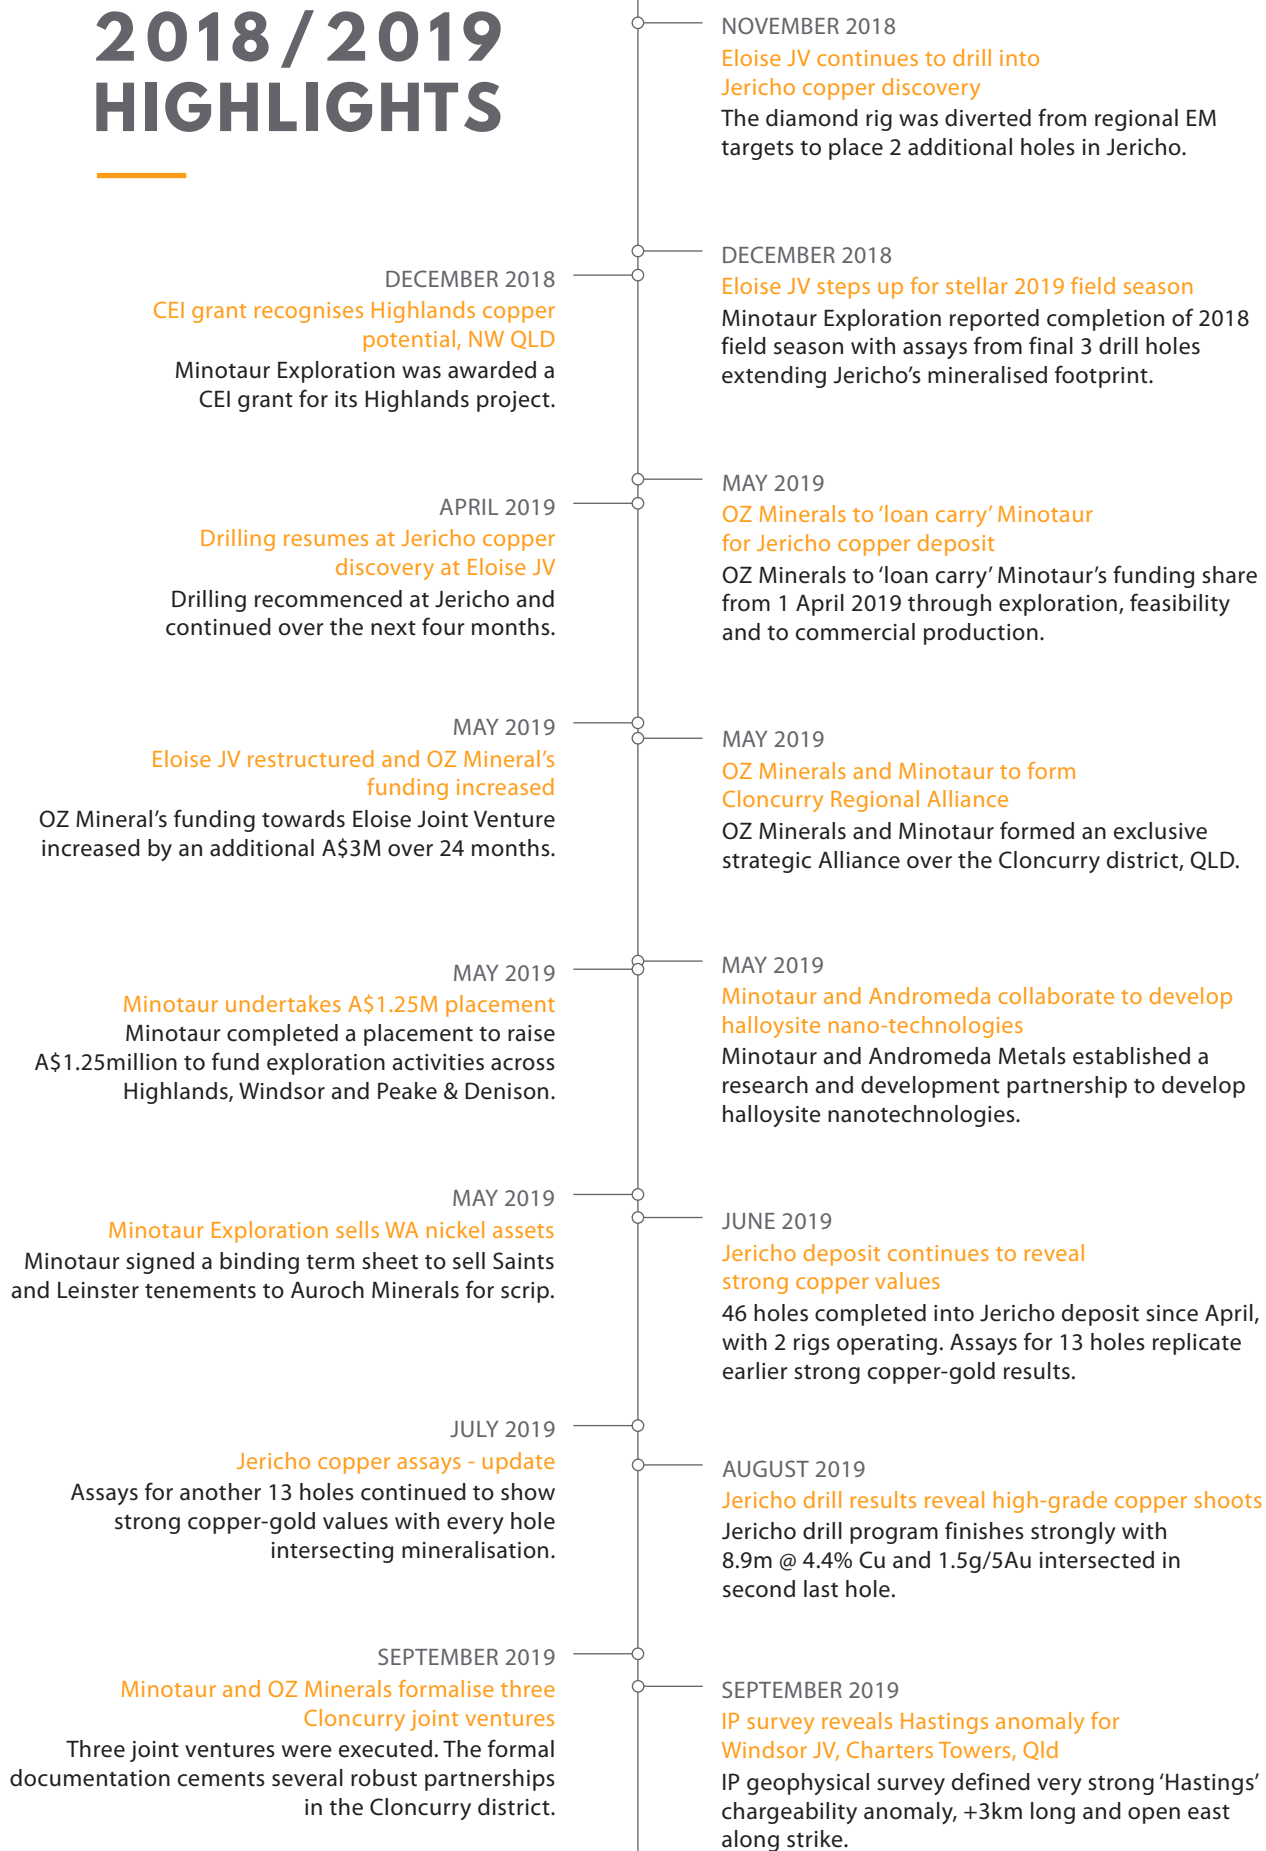 2018/2019
HIGHLIGHTS
NOVEMBER 2018
Eloise JV continues to drill into
Jericho copper discovery
The diamond rig was diverted from regional EM
targets to place 2 additional holes in Jericho.
DECEMBER 2018
Eloise JV steps up for stellar 2019 field season
Minotaur Exploration reported completion of 2018
field season with assays from final 3 drill holes
extending Jericho's mineralised footprint.
DECEMBER 2018
CEI grant recognises Highlands copper
potential, NW QLD
Minotaur Exploration was awarded a
CEI grant for its Highlands project.
MAY 2019
OZ Minerals to 'loan carry' Minotaur
for Jericho copper deposit
OZ Minerals to 'loan carry' Minotaur's funding share
from 1 April 2019 through exploration, feasibility
and to commercial production.
APRIL 2019
Drilling resumes at Jericho copper
discovery at Eloise JV
Drilling recommenced at Jericho and
continued over the next four months.
MAY 2019
Eloise JV restructured and OZ Mineral's
funding increased
OZ Mineral's funding towards Eloise Joint Venture
increased by an additional A$3M over 24 months.
MAY 2019
OZ Minerals and Minotaur to form
Cloncurry Regional Alliance
OZ Minerals and Minotaur formed an exclusive
strategic Alliance over the Cloncurry district, QLD.
MAY 2019
Minotaur and Andromeda collaborate to develop
halloysite nano-technologies
Minotaur and Andromeda Metals established a
research and development partnership to develop
halloysite nanotechnologies.
MAY 2019
Minotaur undertakes A$1.25M placement
Minotaur completed a placement to raise
A$1.25million to fund exploration activities across
Highlands, Windsor and Peake & Denison.
MAY 2019
Minotaur Exploration sells WA nickel assets
Minotaur signed a binding term sheet to sell Saints
and Leinster tenements to Auroch Minerals for scrip.
JUNE 2019
Jericho deposit continues to reveal
strong copper values
46 holes completed into Jericho deposit since April,
with 2 rigs operating. Assays for 13 holes replicate
earlier strong copper-gold results.
JULY 2019
Jericho copper assays - update
Assays for another 13 holes continued to show
strong copper-gold values with every hole
intersecting mineralisation.
AUGUST 2019
Jericho drill results reveal high-grade copper shoots
Jericho drill program finishes strongly with
8.9m @ 4.4% Cu and 1.5g/5Au intersected in
second last hole.
SEPTEMBER 2019
Minotaur and OZ Minerals formalise three
Cloncurry joint ventures
Three joint ventures were executed. The formal
documentation cements several robust partnerships
in the Cloncurry district.
SEPTEMBER 2019
IP survey reveals Hastings anomaly for
Windsor JV, Charters Towers, Qld
IP geophysical survey defined very strong 'Hastings'
chargeability anomaly, +3km long and open east
along strike.